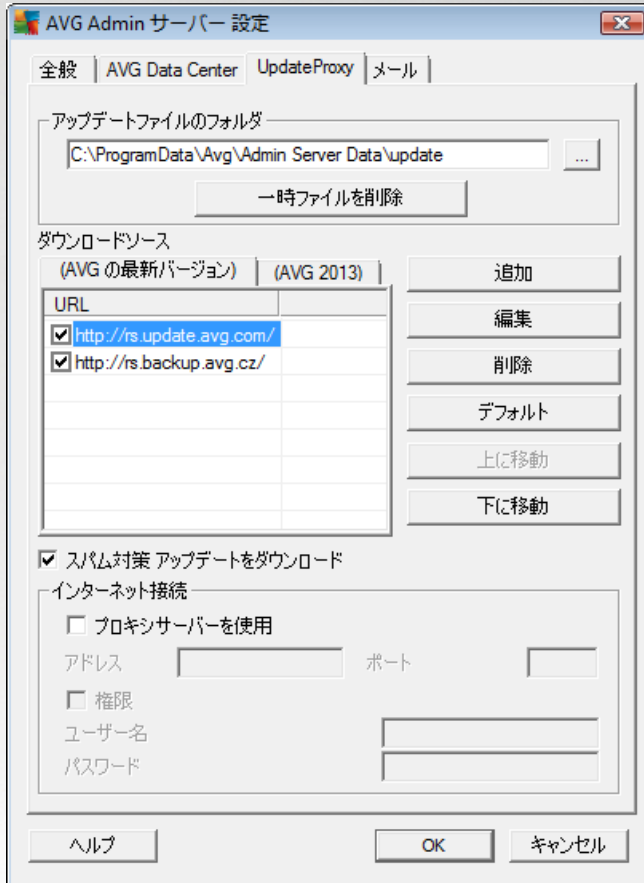 AVG Admin サーバー 設定
全般 AVG Data Center UpdateProxy メール
アップデートファイルのフォルダ
C:\ProgramData\Avg\Admin Server Data\update ...
一時ファイルを削除
ダウンロードソース
(AVG の最新バージョン) (AVG 2013)
追加
URL
編集
http://rs.update.avg.com/
http://rs.backup.avg.cz/
削除
デフォルト
上に移動
下に移動
スパム対策 アップデートをダウンロード
インターネット接続
プロキシサーバーを使用
アドレス ポート
権限
ユーザー名
パスワード
ヘルプ OK キャンセル